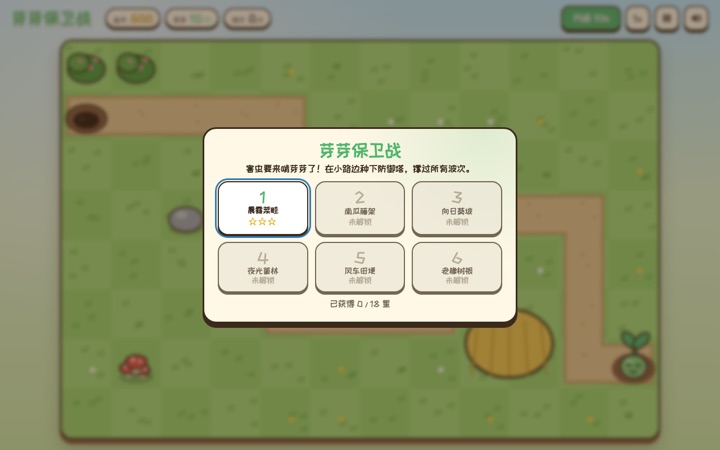 芽芽保卫战
芽芽保卫战
害虫要来啃芽芽了！在小路边种下防御塔，撑过所有波次。
1
晨露菜畦
☆☆☆
2
南瓜藤架
未解锁
3
向日葵坡
未解锁
4
夜光蕈林
未解锁
5
风车田埂
未解锁
6
老橡树根
未解锁
已获得 0 / 18 星